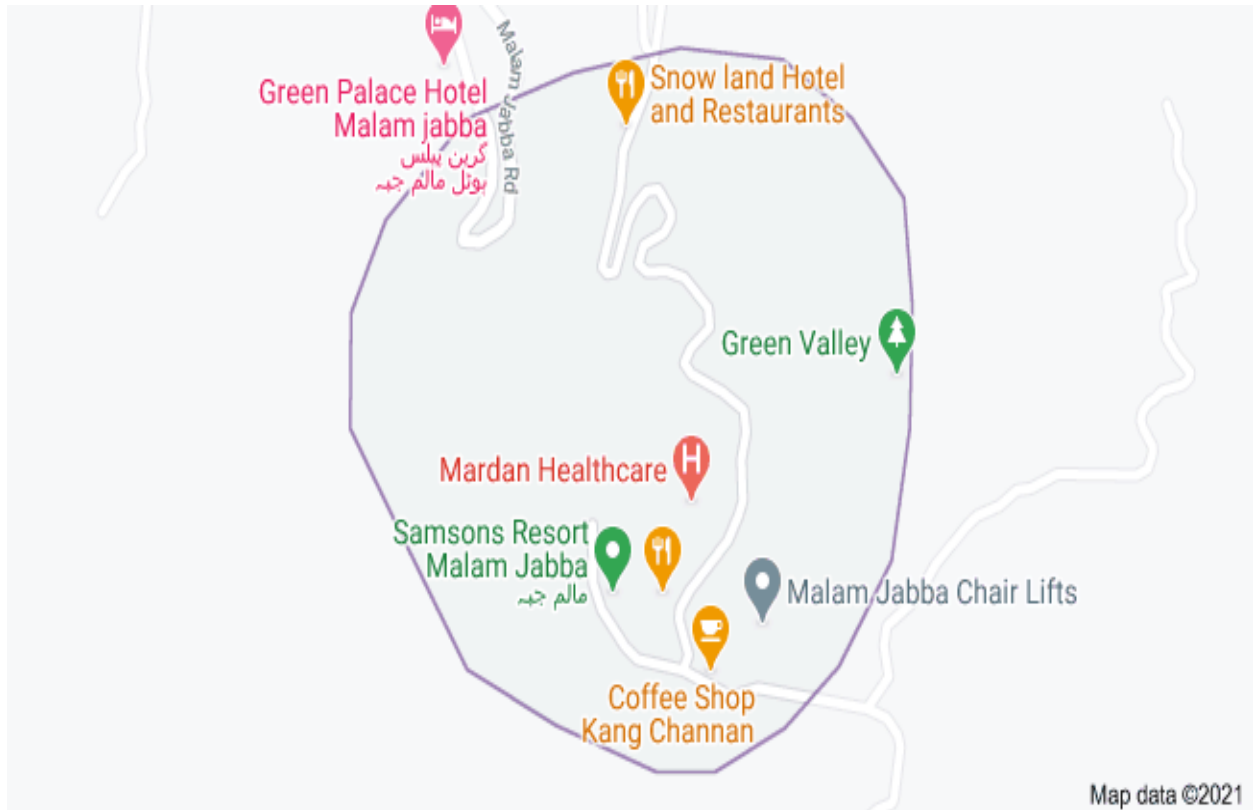 Malam Jabba Rd
Green Palace Hotel
Malam jabba
گرین پیلس
ہوٹل مالم جبہ
Snow land Hotel
and Restaurants
Green Valley
Mardan Healthcare
H
Samsons Resort
Malam Jabba
مالم جبہ
Malam Jabba Chair Lifts
Coffee Shop
Kang Channan
Map data ©2021